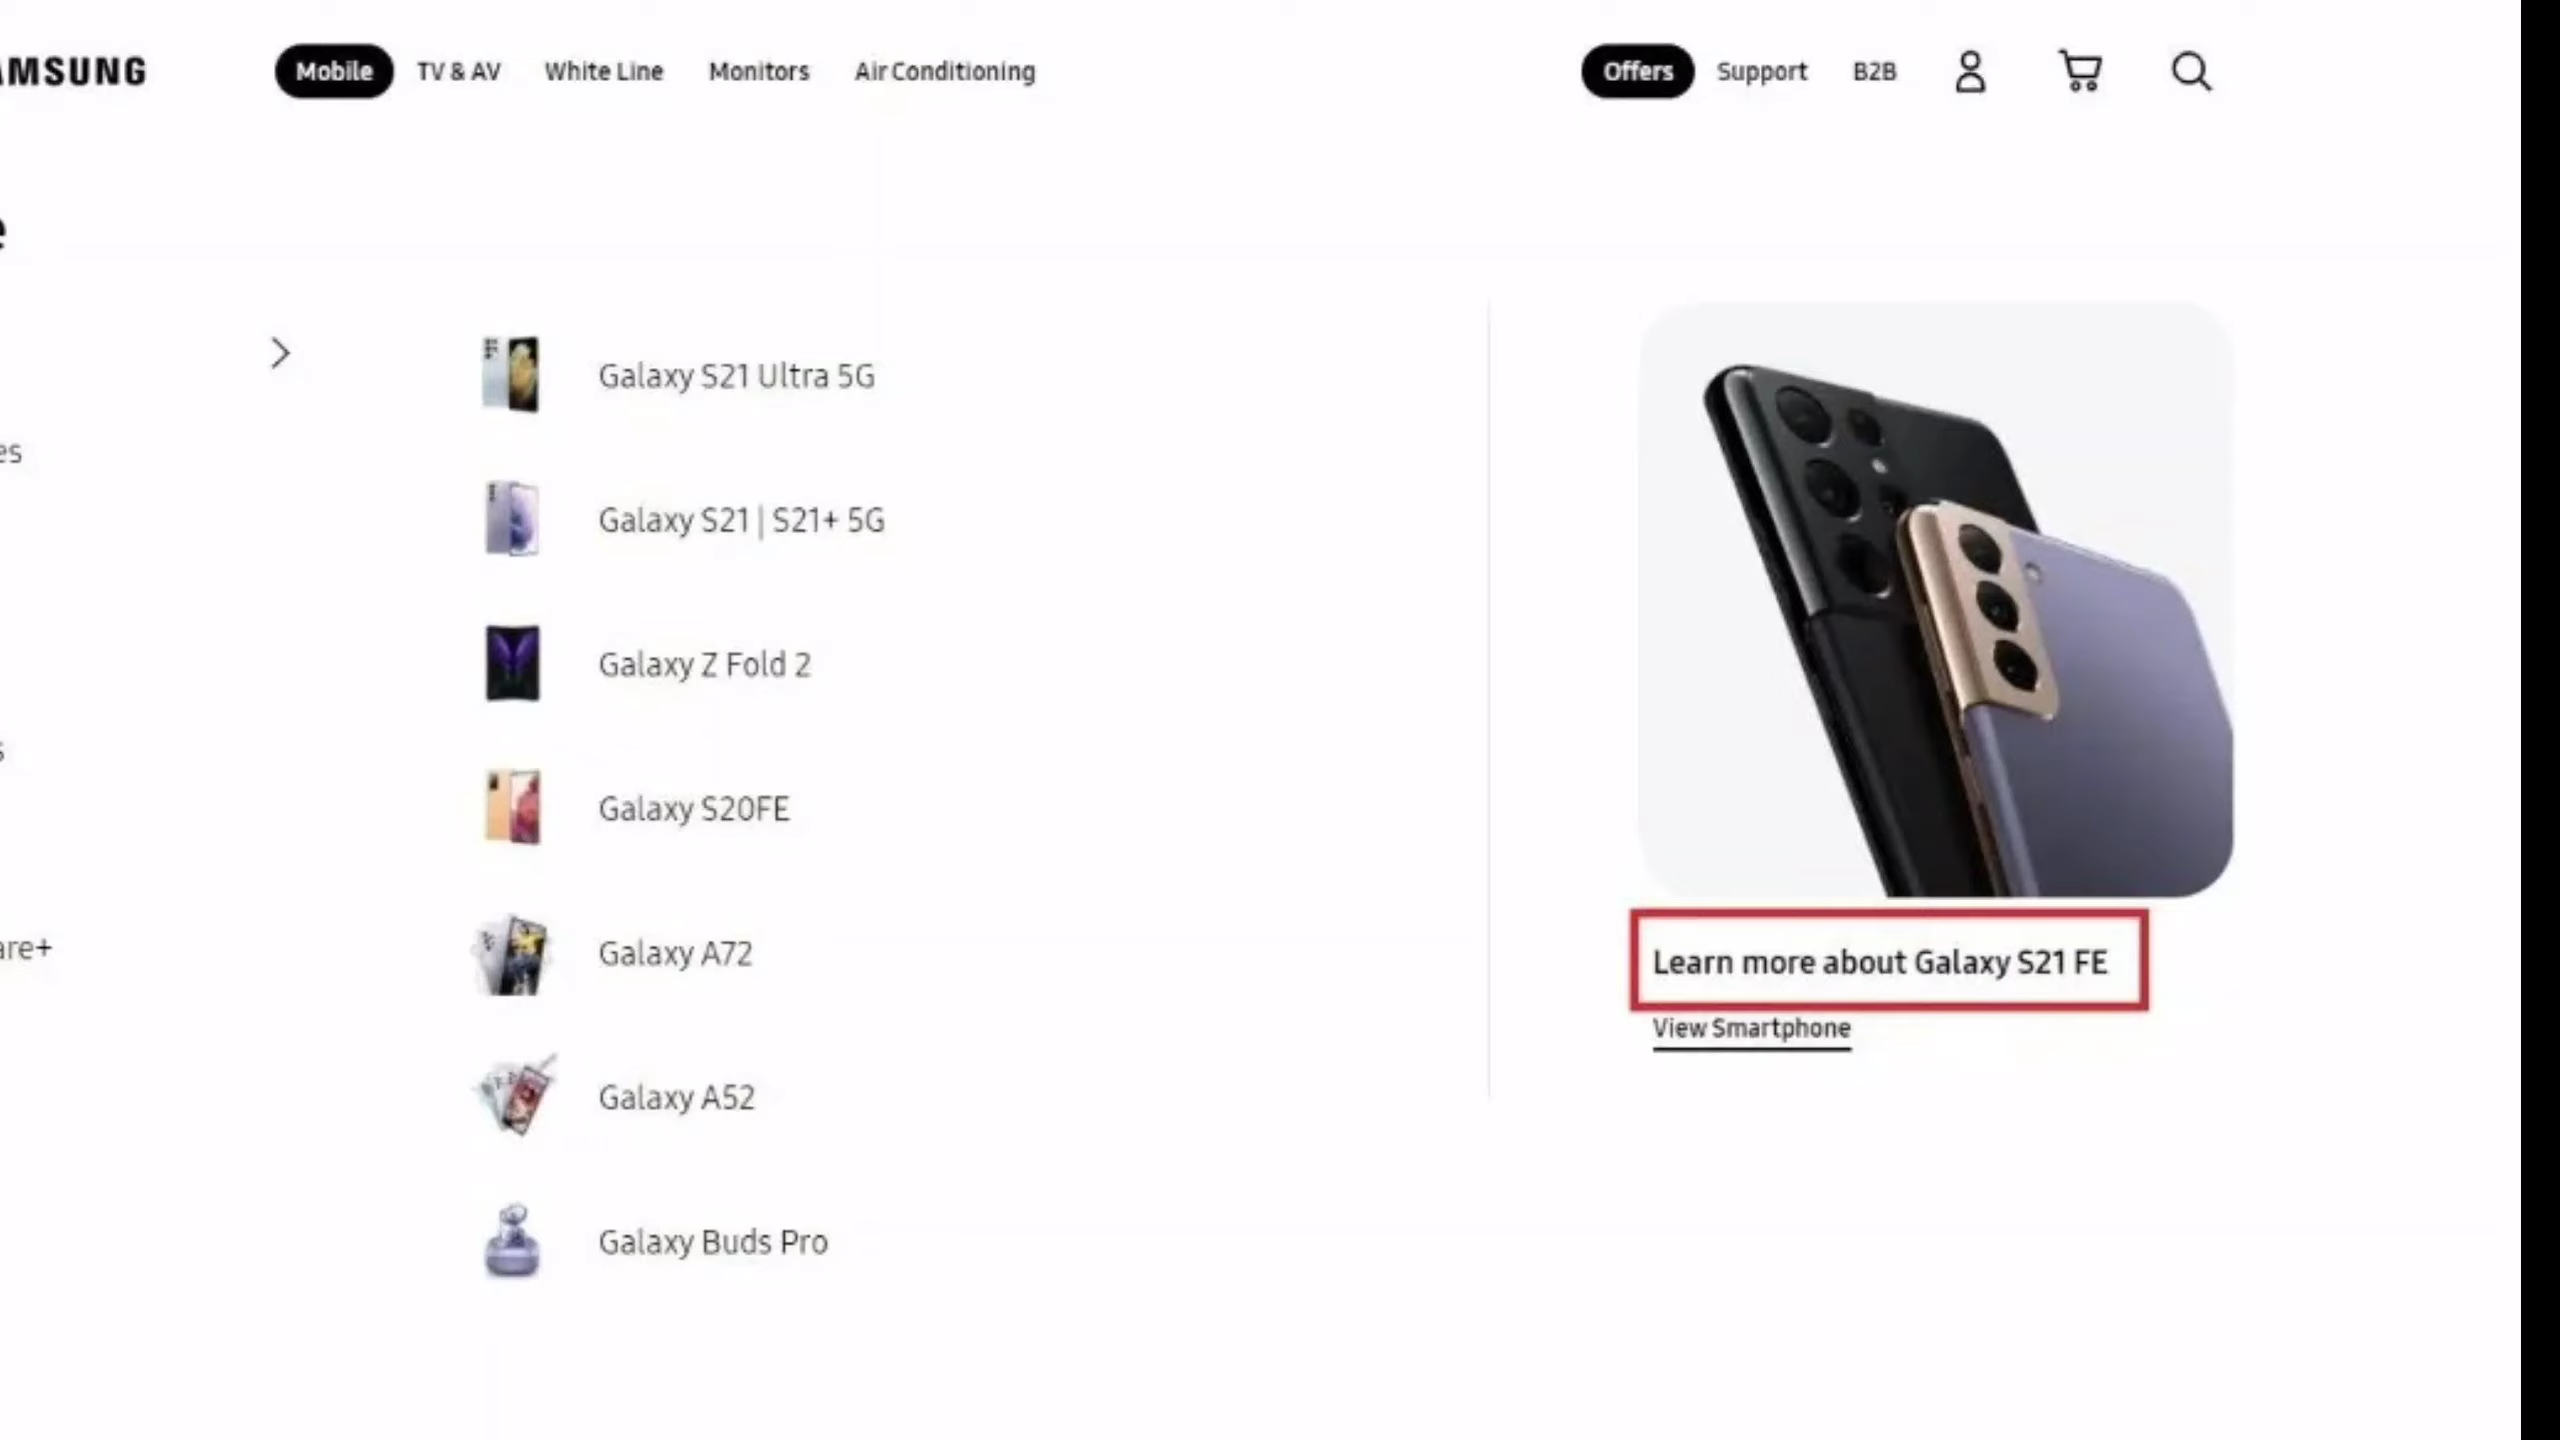 AMSUNG
Mobile TV & AV White Line Monitors Air Conditioning Offers Support B2B
e
es
s
are+
Galaxy S21 Ultra 5G
Galaxy S21 | S21+ 5G
Galaxy Z Fold 2
Galaxy S20FE
Galaxy A72
Galaxy A52
Galaxy Buds Pro
Learn more about Galaxy S21 FE
View Smartphone